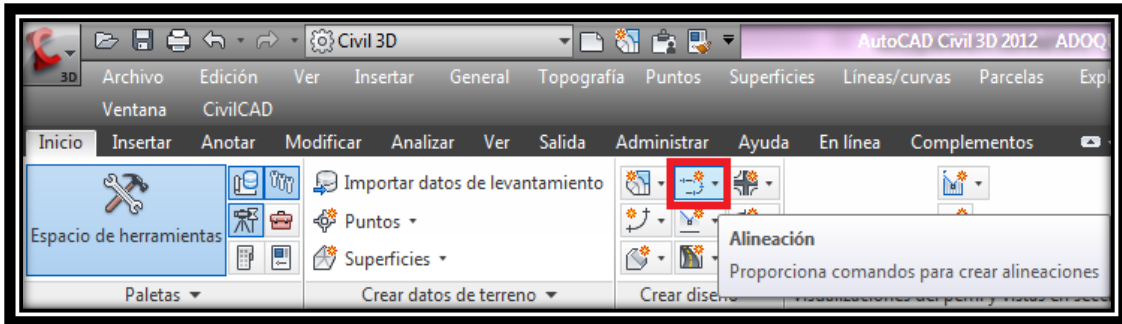 Civil 3D AutoCAD Civil 3D 2012 ADOQ
3D Archivo Edición Ver Insertar General Topografía Puntos Superficies Líneas/curvas Parcelas Expl
Ventana CivilCAD
Inicio Insertar Anotar Modificar Analizar Ver Salida Administrar Ayuda En línea Complementos
Importar datos de levantamiento
Puntos
Espacio de herramientas
Superficies
Alineación
Proporciona comandos para crear alineaciones
Paletas Crear datos de terreno Crear dise